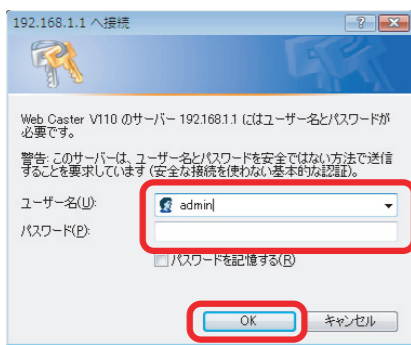 192.168.1.1 へ接続
Web Caster V110 のサーバー 192.168.1.1 にはユーザー名とパスワードが
必要です。
警告: このサーバーは、ユーザー名とパスワードを安全ではない方法で送信
することを要求しています (安全な接続を使わない基本的な認証)。
ユーザー名(U):
admin
パスワード(P):
パスワードを記憶する(R)
OK
キャンセル